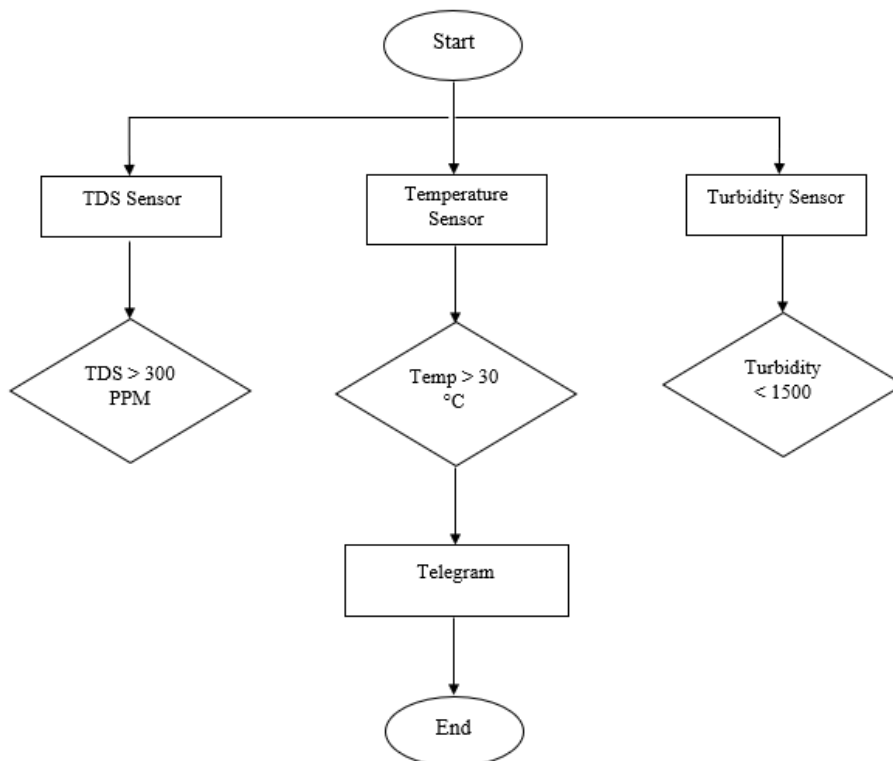 Start
TDS Sensor
Temperature
Sensor
Turbidity Sensor
TDS > 300
PPM
Temp > 30
°C
Turbidity
< 1500
Telegram
End